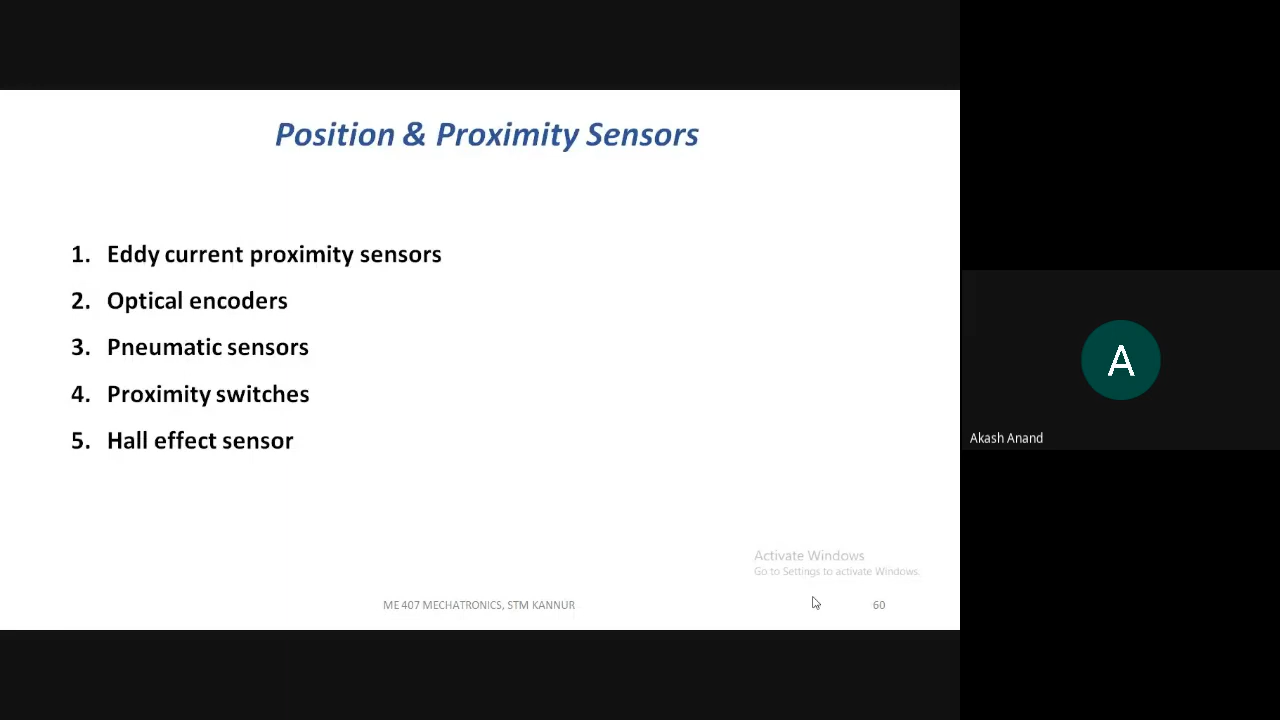 Position & Proximity Sensors
1. Eddy current proximity sensors
2. Optical encoders
3. Pneumatic sensors
4. Proximity switches
5. Hall effect sensor
Activate Windows
Go to Settings to activate Windows.
ME 407 MECHATRONICS, STM KANNUR
60
A
Akash Anand